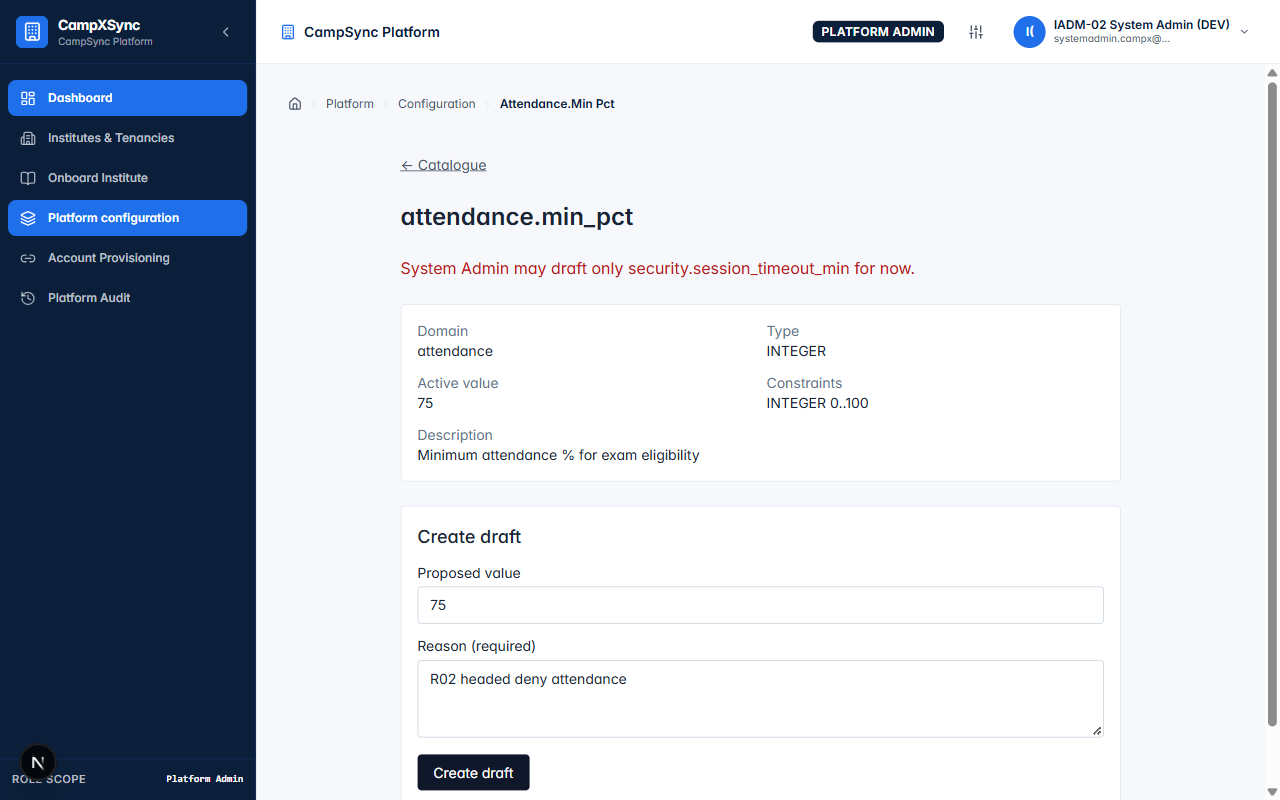 CampXSync
CampSync Platform
CampSync Platform
PLATFORM ADMIN
I(
IADM-02 System Admin (DEV)
systemadmin.campx@...
Dashboard
Institutes & Tenancies
Onboard Institute
Platform configuration
Account Provisioning
Platform Audit
Platform
Configuration
Attendance.Min Pct
← Catalogue
attendance.min_pct
System Admin may draft only security.session_timeout_min for now.
Domain
attendance
Type
INTEGER
Active value
75
Constraints
INTEGER 0..100
Description
Minimum attendance % for exam eligibility
Create draft
Proposed value
75
Reason (required)
R02 headed deny attendance
Create draft
N
ROLE SCOPE
Platform Admin